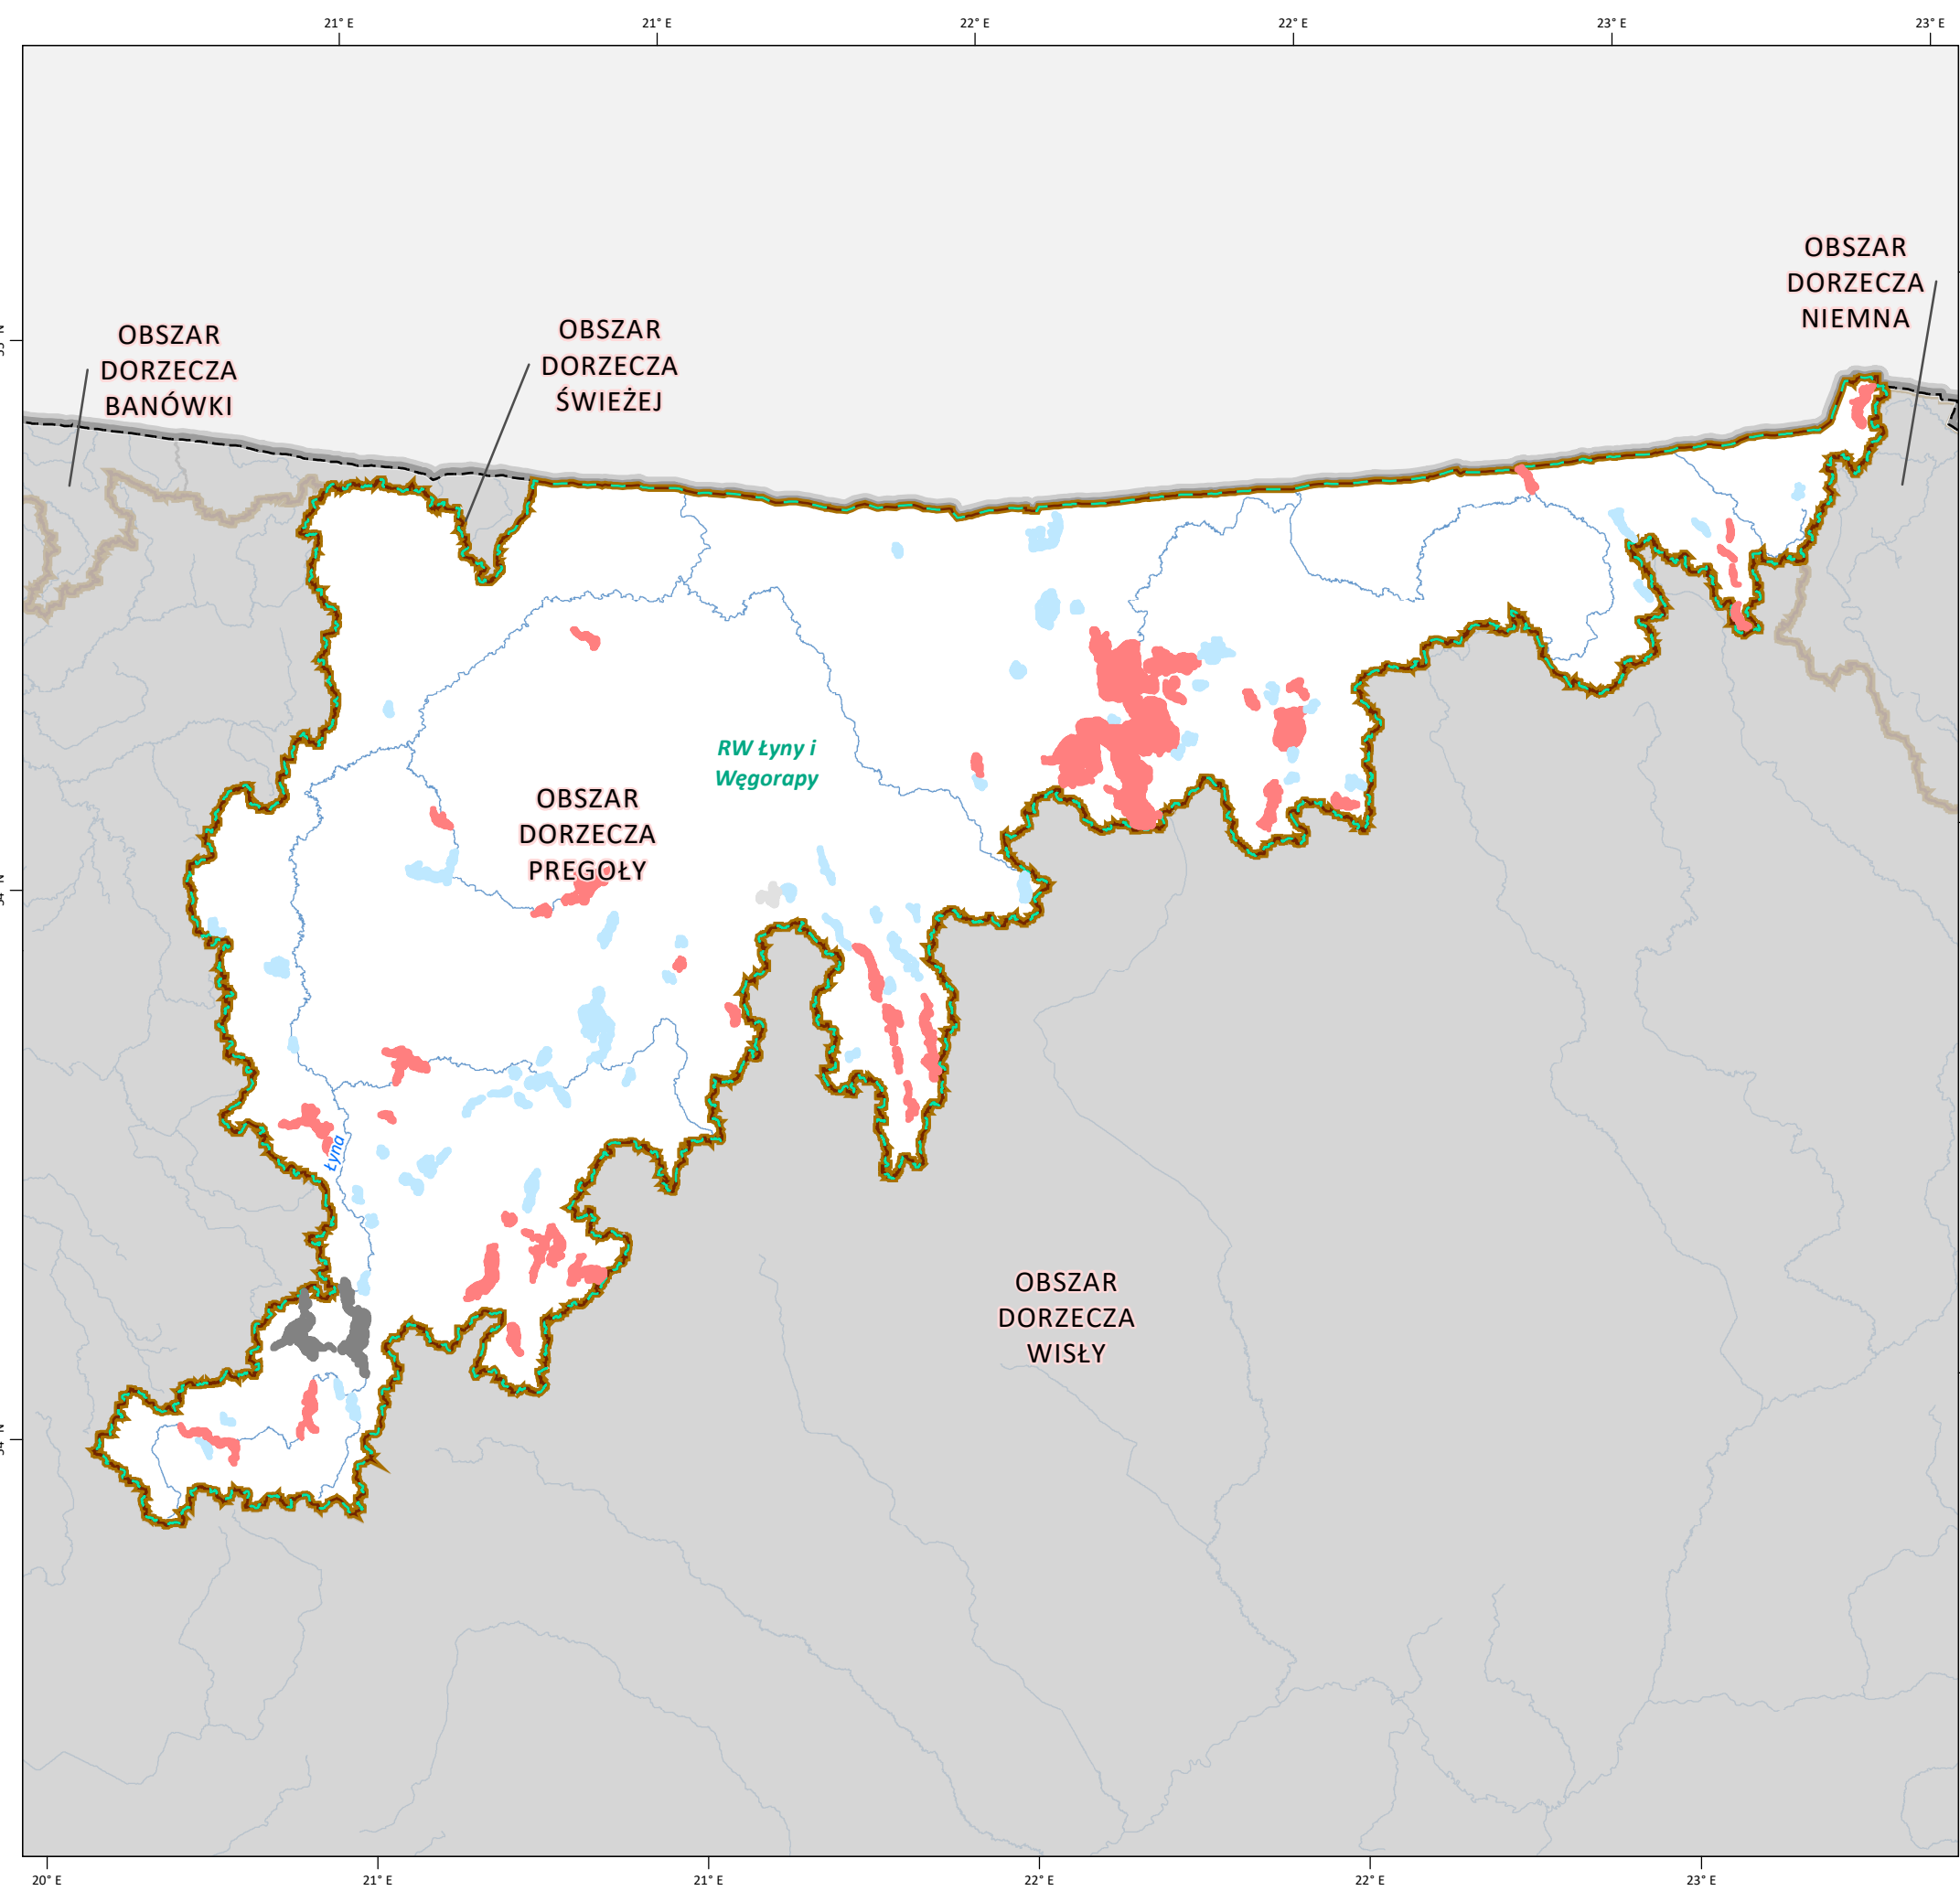 21° E
21° E
22° E
22° E
23° E
23° E
OBSZAR
DORZECZA
NIEMNA
OBSZAR
DORZECZA
ŚWIEŻEJ
OBSZAR
DORZECZA
BANÓWKI
RW Łyny i
Węgorapy
OBSZAR
DORZECZA
PREGOŁY
Łyna
OBSZAR
DORZECZA
WISŁY
20° E
21° E
21° E
22° E
22° E
23° E